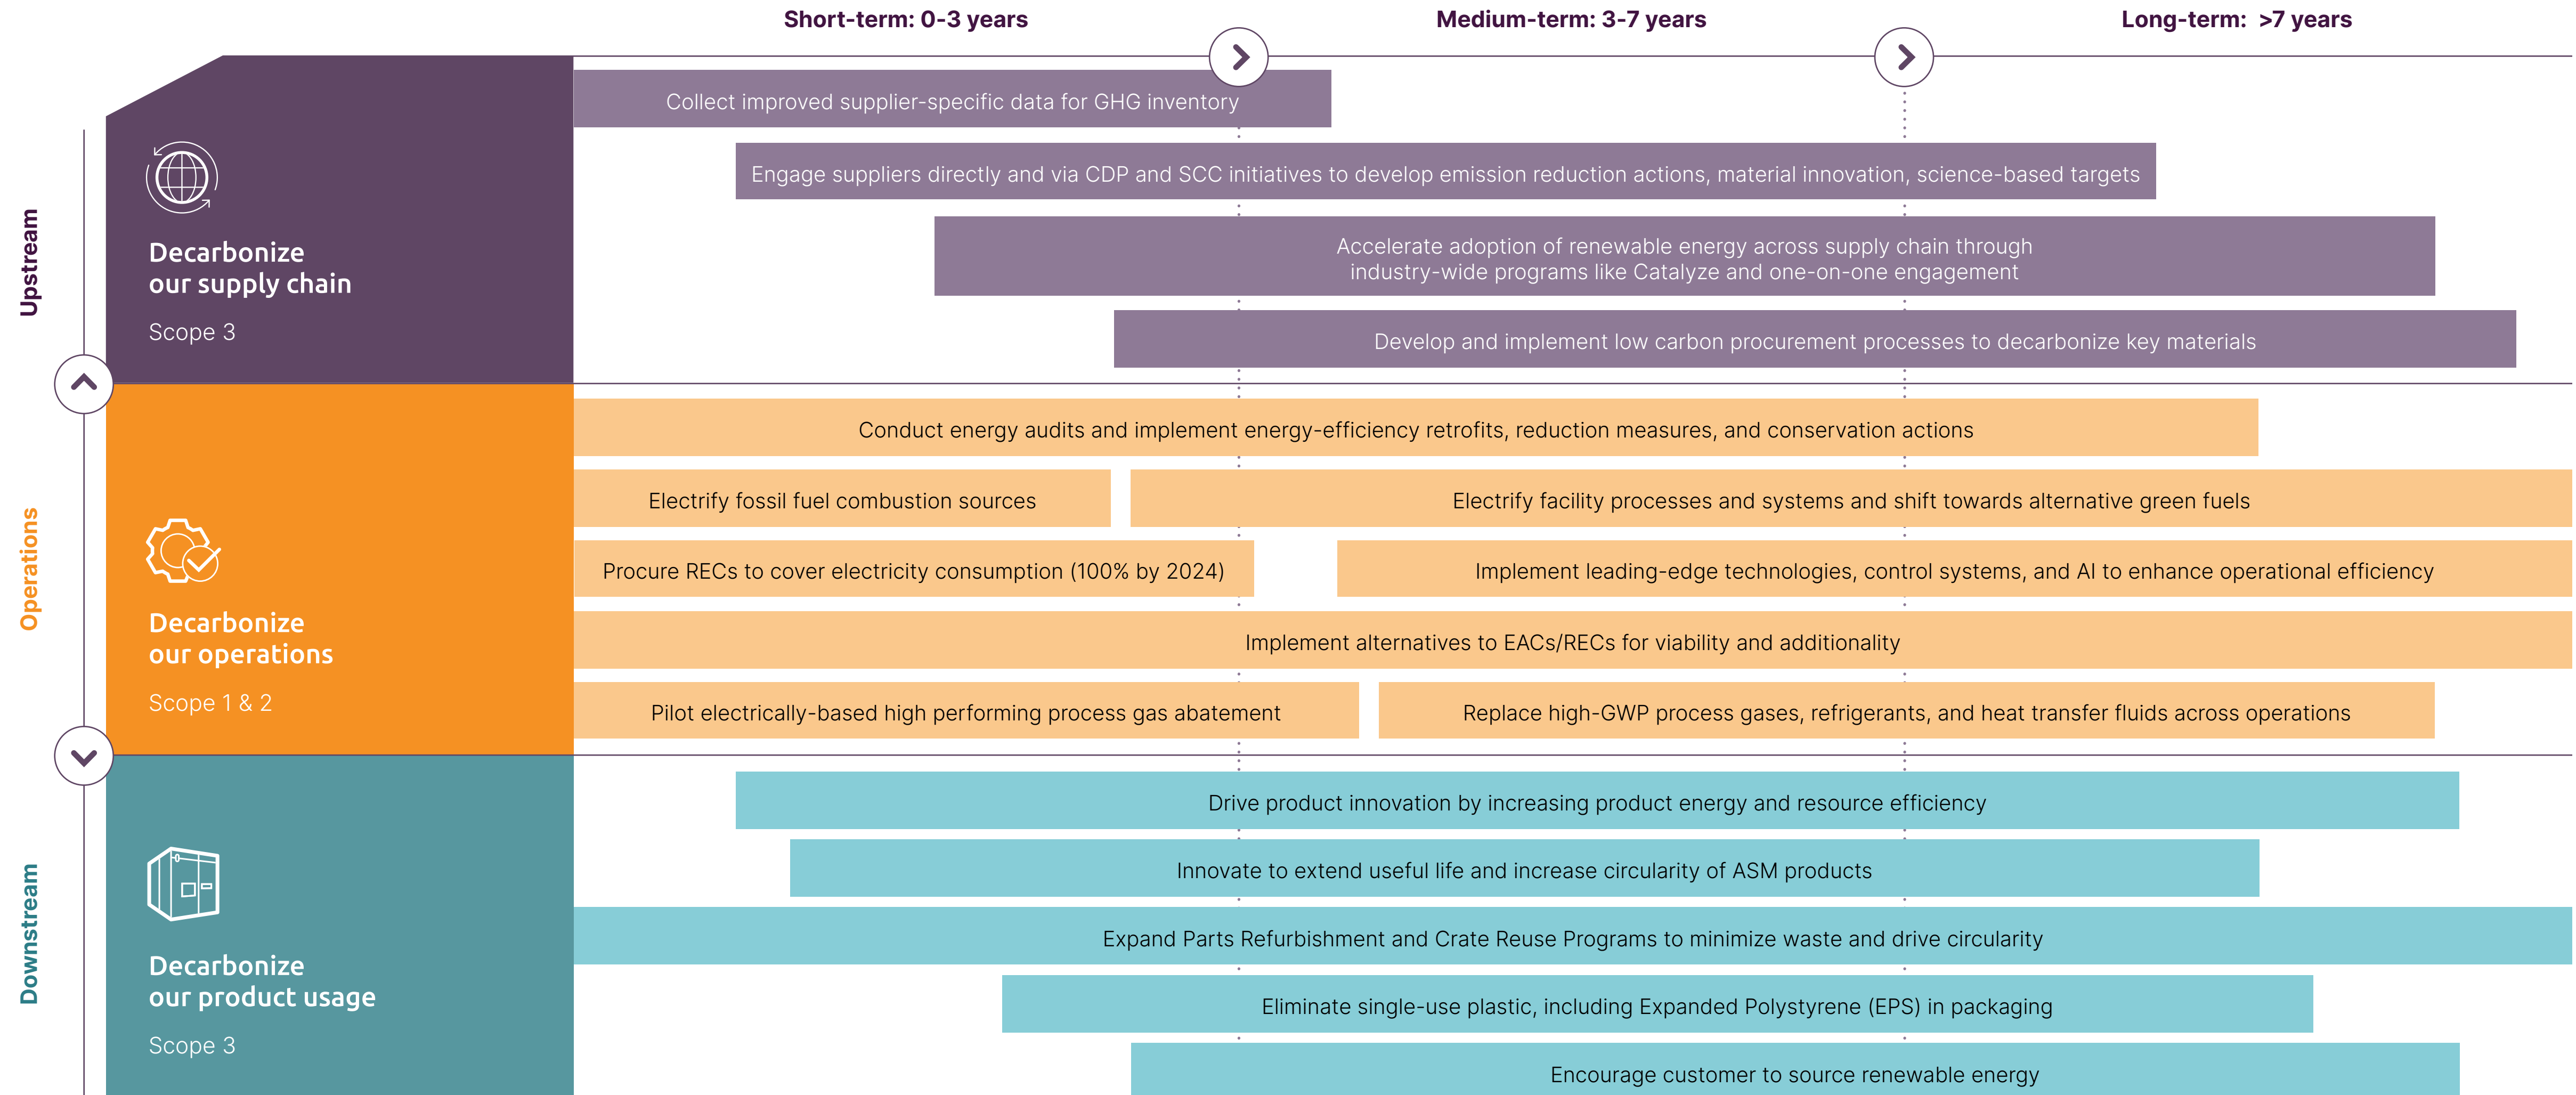 Short-term: 0-3 years
Medium-term: 3-7 years
Long-term: >7 years
Upstream
Decarbonize
our supply chain
Scope 3
Collect improved supplier-specific data for GHG inventory
Engage suppliers directly and via CDP and SCC initiatives to develop emission reduction actions, material innovation, science-based targets
Accelerate adoption of renewable energy across supply chain through
industry-wide programs like Catalyze and one-on-one engagement
Develop and implement low carbon procurement processes to decarbonize key materials
Operations
Decarbonize
our operations
Scope 1 & 2
Conduct energy audits and implement energy-efficiency retrofits, reduction measures, and conservation actions
Electrify fossil fuel combustion sources
Electrify facility processes and systems and shift towards alternative green fuels
Procure RECs to cover electricity consumption (100% by 2024)
Implement leading-edge technologies, control systems, and AI to enhance operational efficiency
Implement alternatives to EACs/RECs for viability and additionality
Pilot electrically-based high performing process gas abatement
Replace high-GWP process gases, refrigerants, and heat transfer fluids across operations
Downstream
Decarbonize
our product usage
Scope 3
Drive product innovation by increasing product energy and resource efficiency
Innovate to extend useful life and increase circularity of ASM products
Expand Parts Refurbishment and Crate Reuse Programs to minimize waste and drive circularity
Eliminate single-use plastic, including Expanded Polystyrene (EPS) in packaging
Encourage customer to source renewable energy